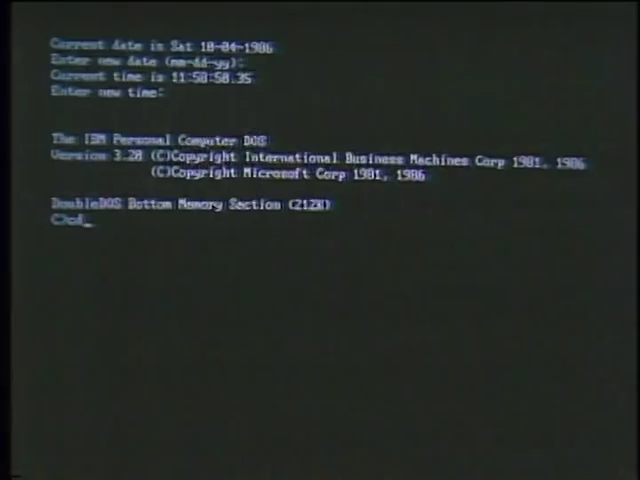 Current date is Sat 10-04-1986
Enter new date (mm-dd-yy):
Current time is 11:58:58.35
Enter new time:
The IBM Personal Computer DOS
Version 3.20 (C)Copyright International Business Machines Corp 1981, 1986
(C)Copyright Microsoft Corp 1981, 1986
DoubleDOS Bottom Memory Section (212K)
C>cd_